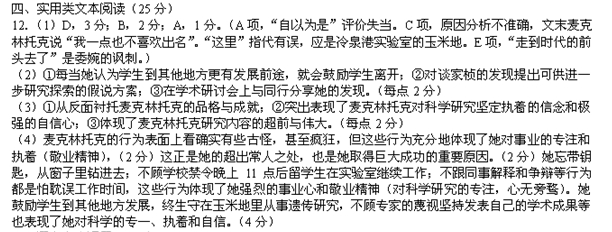 四、实用类文本阅读（25 分）
12.（1）D，3 分；B，2 分；A，1 分。（A 项，“自以为是”评价失当。C 项，原因分析不准确，文末麦克
林托克说“我一点也不喜欢出名”。“这里”指代有误，应是冷泉港实验室的玉米地。E 项，“走到时代的前
头去了”是委婉的讽刺。）
（2）①每当她认为学生到其他地方更有发展前途，就会鼓励学生离开；②对谈家桢的发现提出可供进一
步研究探索的假说方案；③在学术研讨会上与同行分享她的发现。（每点 2 分）
（3）①从反面衬托麦克林托克的品格与成就；②突出表现了麦克林托克对科学研究坚定执着的信念和极
强的自信心；③体现了麦克林托克研究内容的超前与伟大。（每点 2 分）
（4）麦克林托克的行为表面上看确实有些古怪，甚至疯狂，但这些行为充分地体现了她对事业的专注和
执着（敬业精神），（2 分）这正是她的超出常人之处，也是她取得巨大成功的重要原因。（2 分）她忘带钥
匙，从窗子里钻进去；不顾学校禁令晚上 11 点后留学生在实验室继续工作；不跟同事解释和争辩等行为
都是怕耽误工作时间，这些行为体现了她强烈的事业心和敬业精神（对科学研究的专注，心无旁骛）。她
鼓励学生到其他地方发展，终生守在玉米地里从事遗传研究，不顾专家的蔑视坚持发表自己的学术成果等
也表现了她对科学的专一、执着和自信。（4 分）